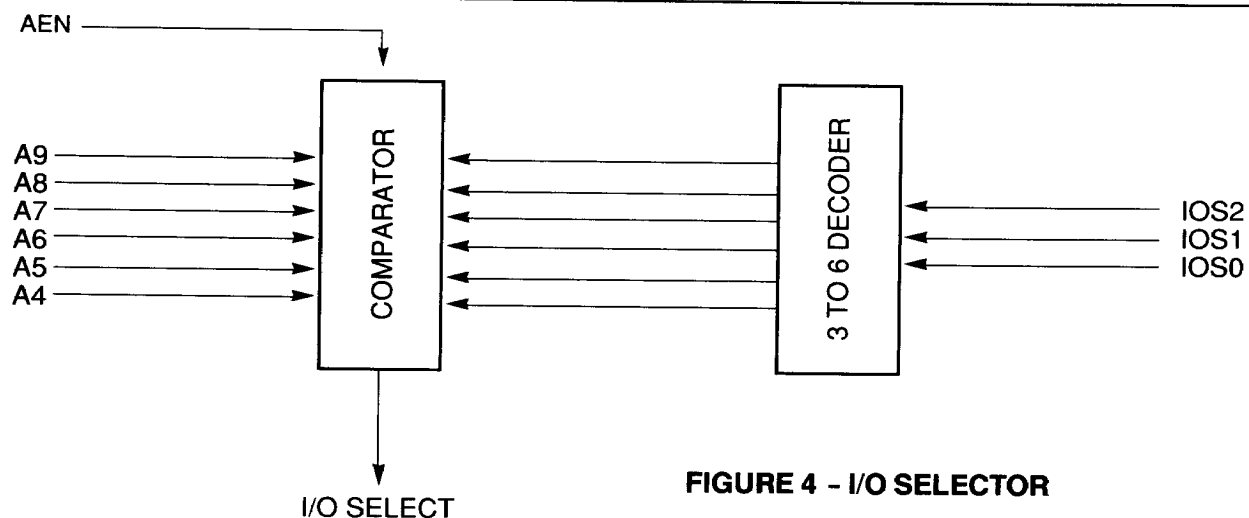 AEN
A9
A8
A7
A6
A5
A4
COMPARATOR
3 TO 6 DECODER
IOS2
IOS1
IOS0
I/O SELECT
FIGURE 4 – I/O SELECTOR